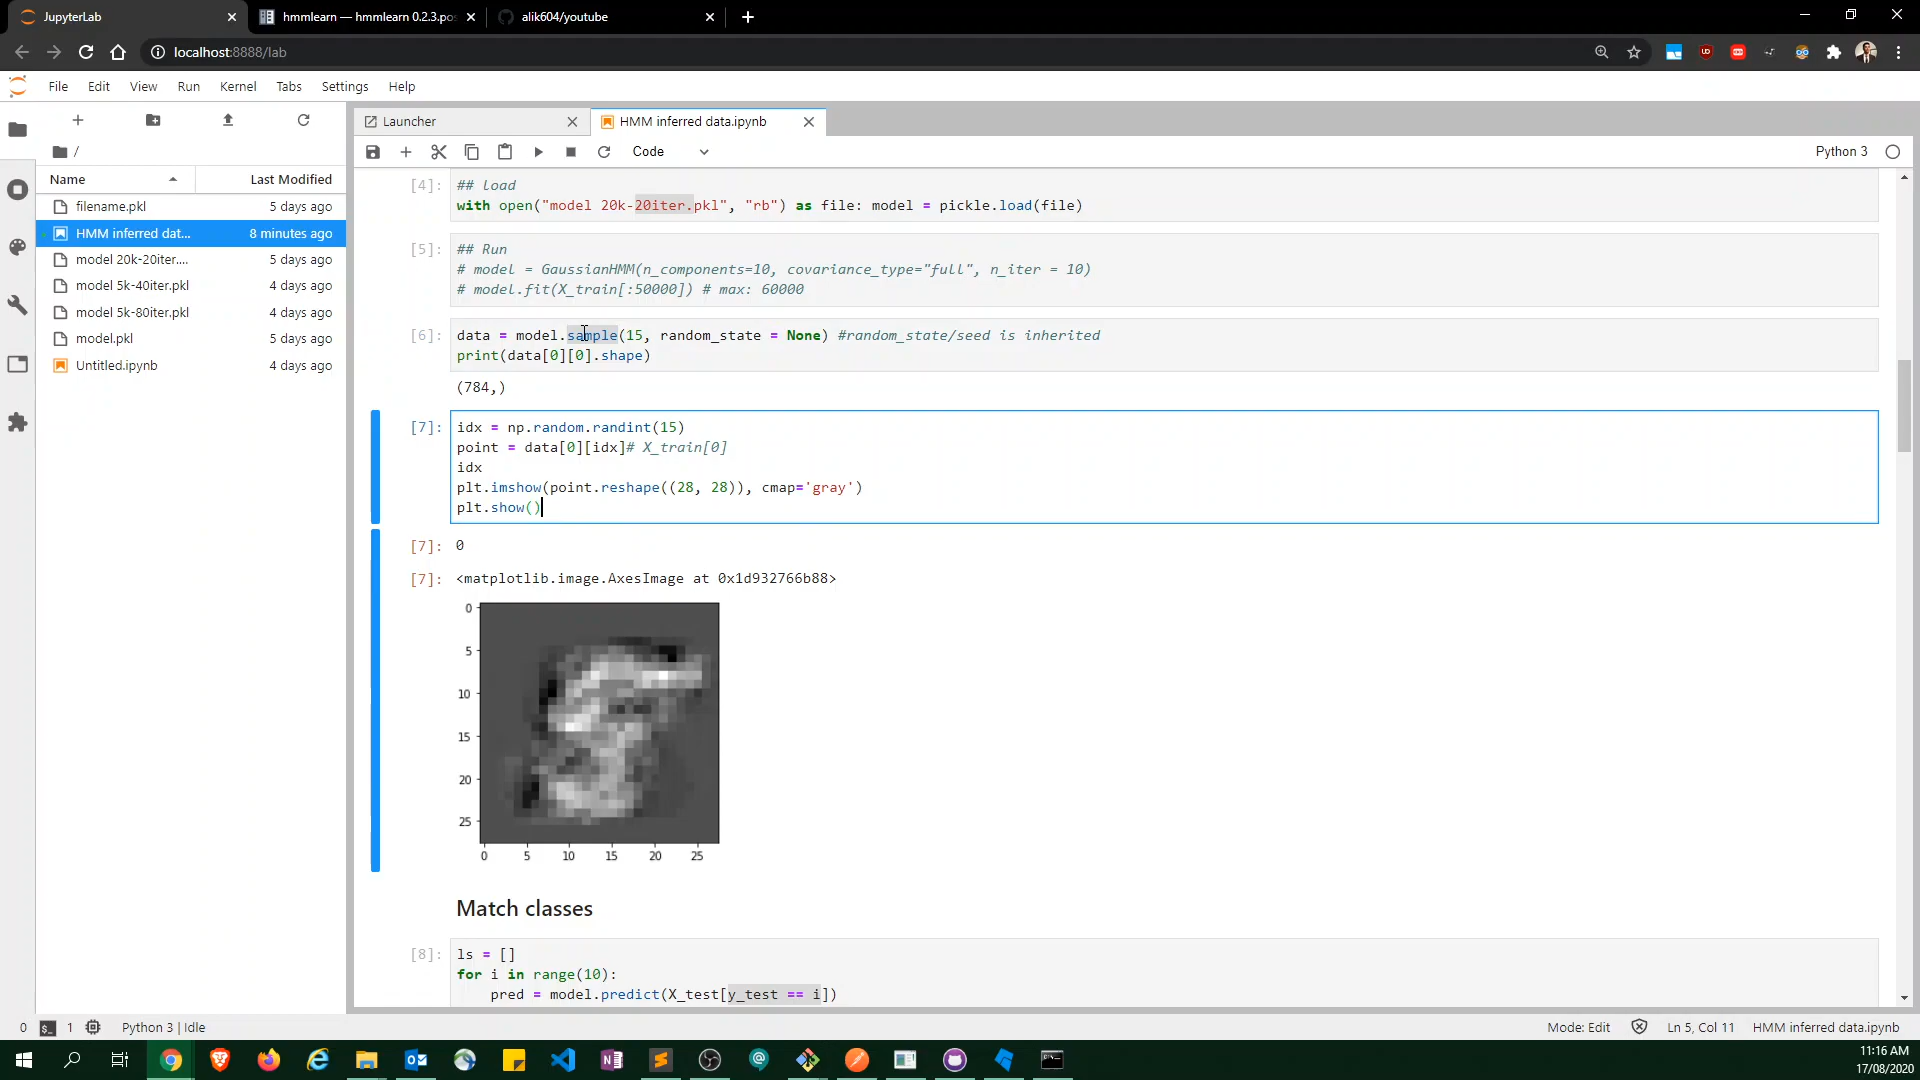 JupyterLab
hmmlearn — hmmlearn 0.2.3.pos
alik604/youtube
localhost:8888/lab
File Edit View Run Kernel Tabs Settings Help
Launcher
HMM inferred data.ipynb
/
Code
Python 3
Name Last Modified
filename.pkl 5 days ago
HMM inferred dat... 8 minutes ago
model 20k-20iter.... 5 days ago
model 5k-40iter.pkl 4 days ago
model 5k-80iter.pkl 4 days ago
model.pkl 5 days ago
Untitled.ipynb 4 days ago
[4]: ## load
with open("model 20k-20iter.pkl", "rb") as file: model = pickle.load(file)
[5]: ## Run
# model = GaussianHMM(n_components=10, covariance_type="full", n_iter = 10)
# model.fit(X_train[:50000]) # max: 60000
[6]: data = model.sample(15, random_state = None) #random_state/seed is inherited
print(data[0][0].shape)
(784,)
[7]: idx = np.random.randint(15)
point = data[0][idx]# X_train[0]
idx
plt.imshow(point.reshape((28, 28)), cmap='gray')
plt.show()
[7]: 0
[7]: <matplotlib.image.AxesImage at 0x1d932766b88>
0
5
10
15
20
25
0 5 10 15 20 25
Match classes
[8]: ls = []
for i in range(10):
pred = model.predict(X_test[y_test == i])
0 1 Python 3 | Idle
Mode: Edit Ln 5, Col 11 HMM inferred data.ipynb
11:16 AM
17/08/2020